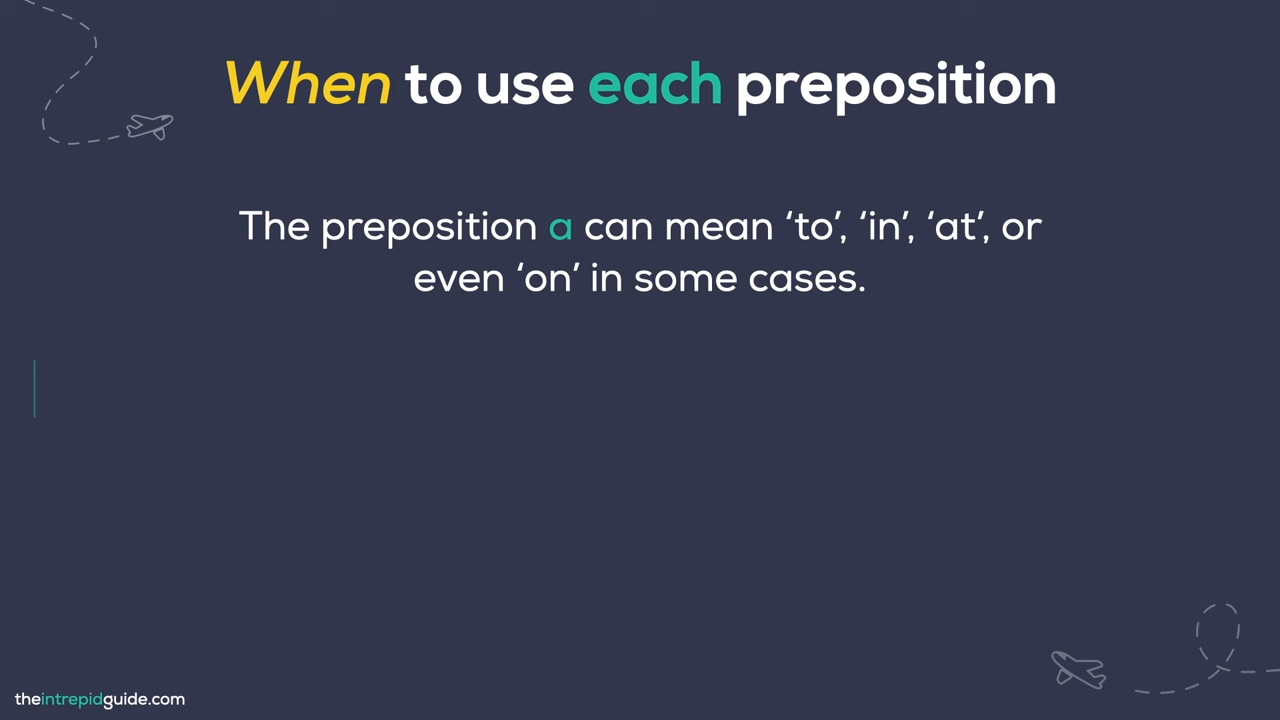 When to use each preposition
The preposition a can mean ‘to’, ‘in’, ‘at’, or
even ‘on’ in some cases.
theintrepidguide.com